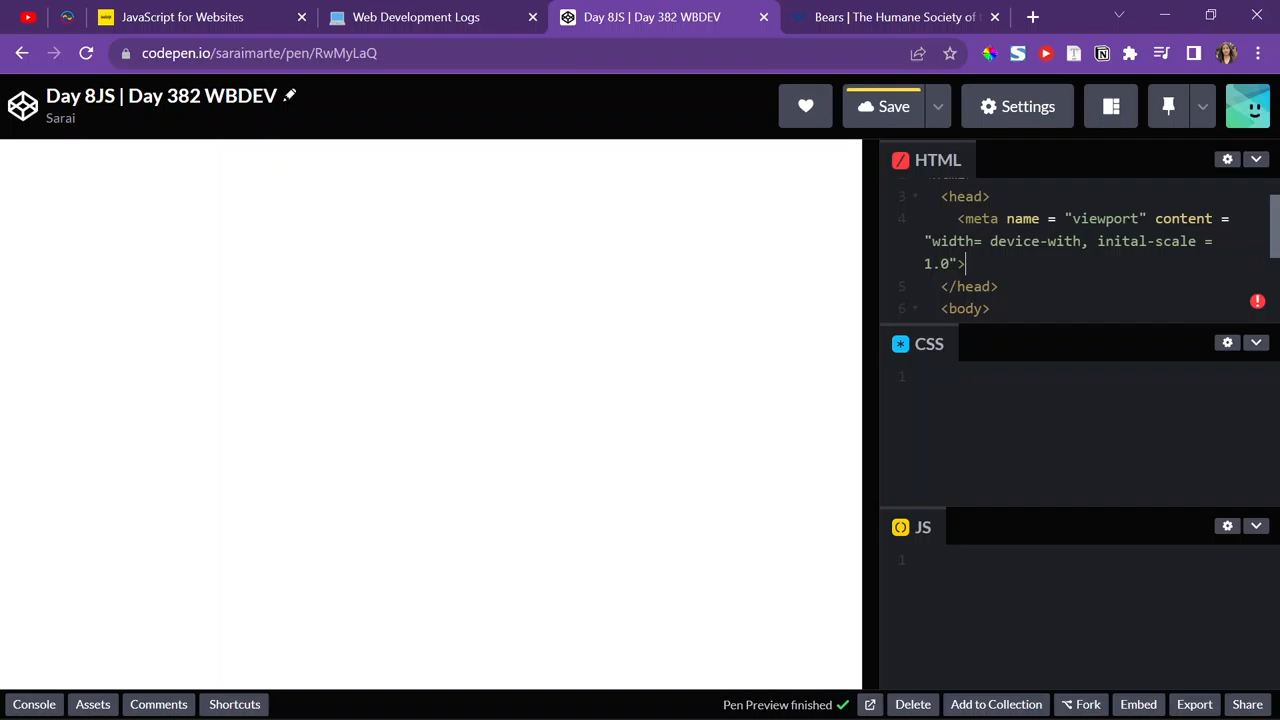 JavaScript for Websites
Web Development Logs
Day 8JS | Day 382 WBDEV
Bears | The Humane Society of
codepen.io/saraimarte/pen/RwMyLaQ
Day 8JS | Day 382 WBDEV
Sarai
Save
Settings
HTML
3 <head>
4 <meta name = "viewport" content =
"width= device-with, inital-scale =
1.0">
5 </head>
6 <body>
CSS
1
JS
1
Console Assets Comments Shortcuts Pen Preview finished Delete Add to Collection Fork Embed Export Share